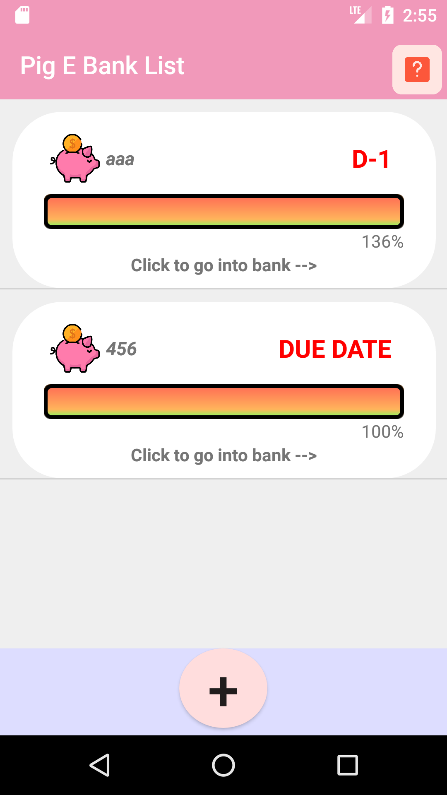 LTE 2:55
Pig E Bank List
?
aaa D-1
136%
Click to go into bank -->
456 DUE DATE
100%
Click to go into bank -->
+